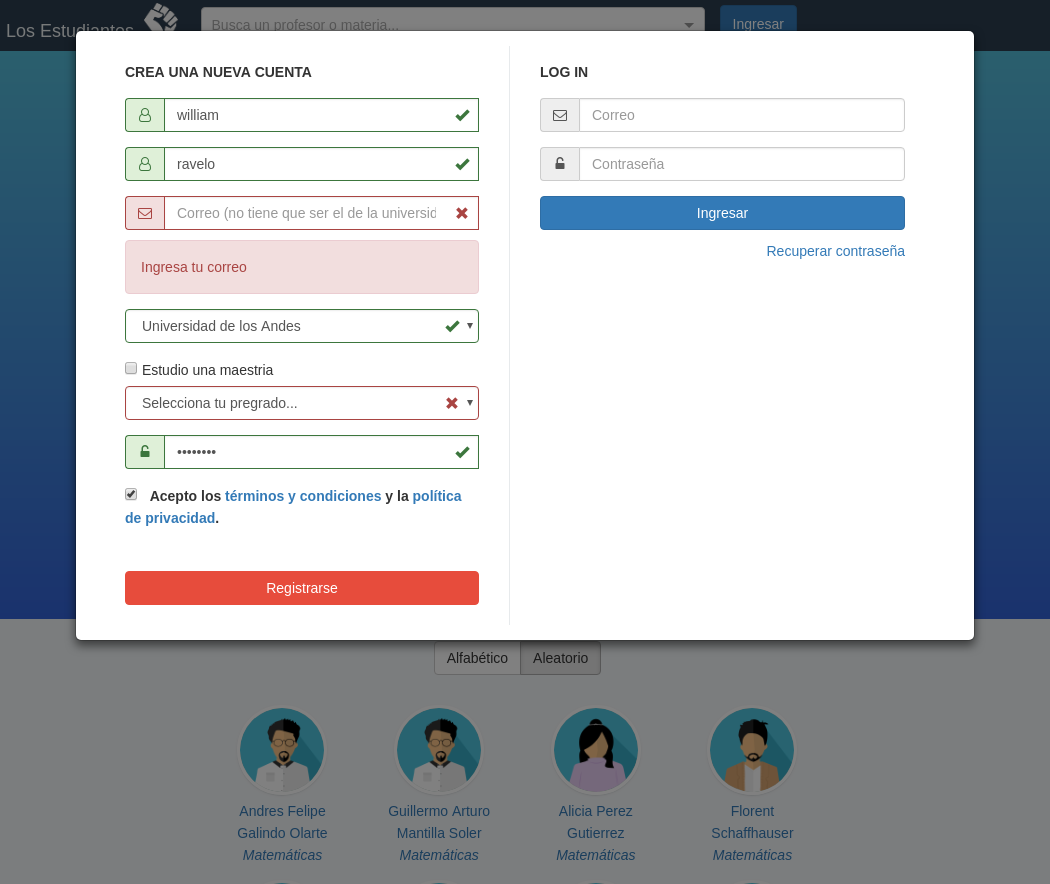 Los Estudiantes
Busca un profesor o materia...
Ingresar
CREA UNA NUEVA CUENTA
william
ravelo
Correo (no tiene que ser el de la universid
Ingresa tu correo
Universidad de los Andes
Estudio una maestria
Selecciona tu pregrado...
••••••••
Acepto los términos y condiciones y la política
de privacidad.
Registrarse
LOG IN
Correo
Contraseña
Ingresar
Recuperar contraseña
Alfabético
Aleatorio
Andres Felipe
Galindo Olarte
Matemáticas
Guillermo Arturo
Mantilla Soler
Matemáticas
Alicia Perez
Gutierrez
Matemáticas
Florent
Schaffhauser
Matemáticas